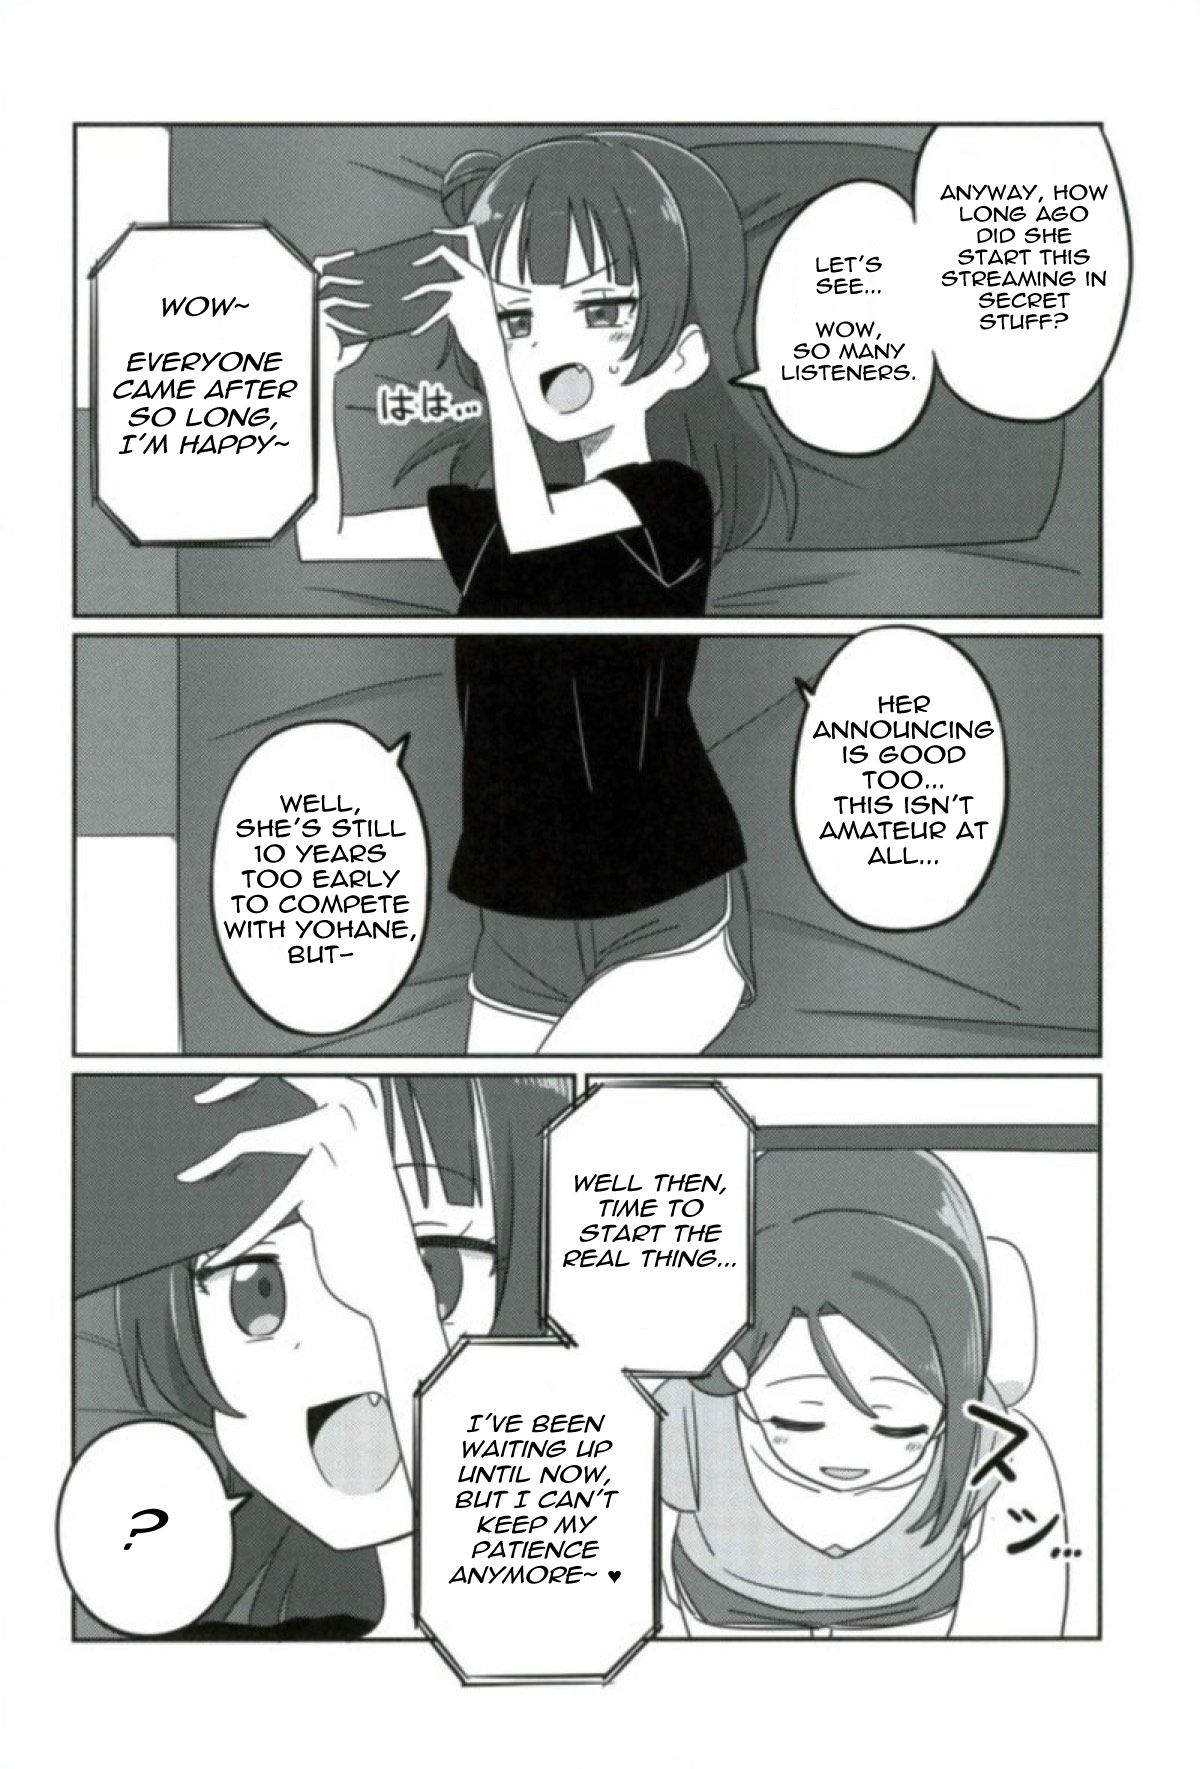 ANYWAY, HOW
LONG AGO
DID SHE
START THIS
STREAMING IN
SECRET
STUFF?
LET'S
SEE...
WOW,
SO MANY
LISTENERS.
はは...
WOW~
EVERYONE
CAME AFTER
SO LONG,
I'M HAPPY~
HER
ANNOUNCING
IS GOOD
TOO...
THIS ISN'T
AMATEUR AT
ALL...
WELL,
SHE'S STILL
10 YEARS
TOO EARLY
TO COMPETE
WITH YOHANE,
BUT-
WELL THEN,
TIME TO
START THE
REAL THING...
ズズン...
I'VE BEEN
WAITING UP
UNTIL NOW,
BUT I CAN'T
KEEP MY
PATIENCE
ANYMORE~ ♥
?